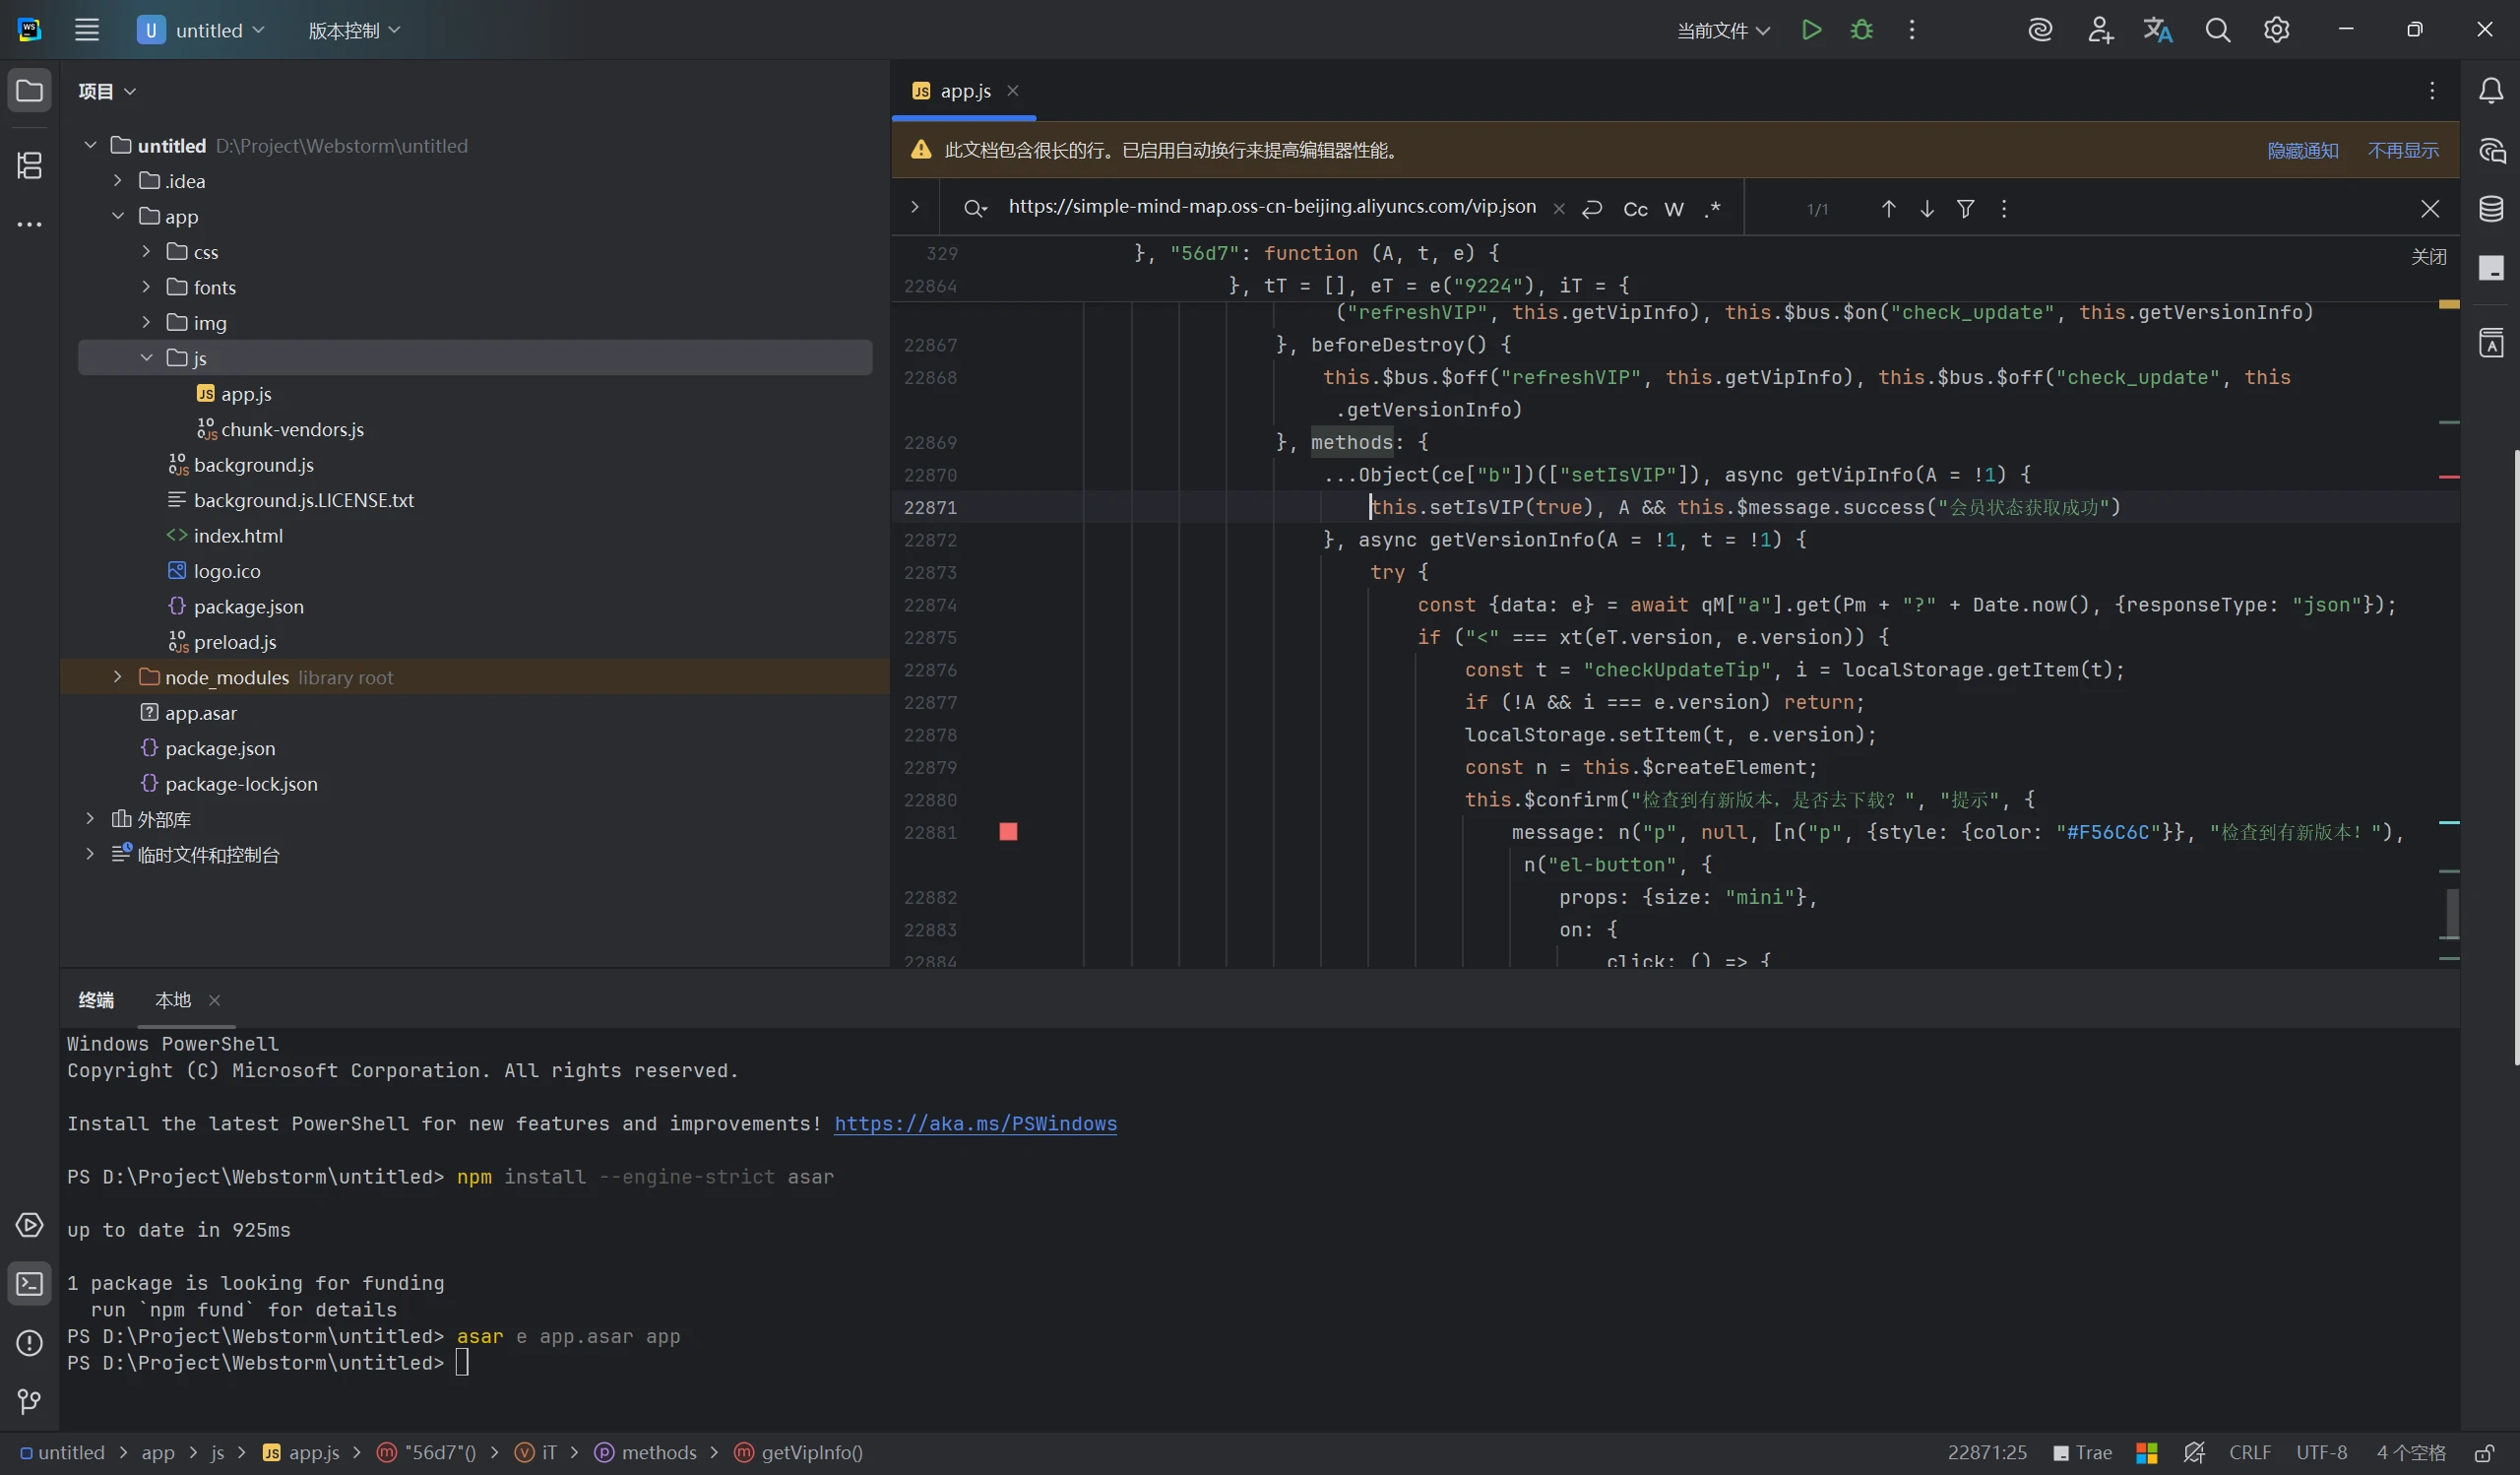 WS
U untitled 版本控制
当前文件
项目
untitled D:\Project\Webstorm\untitled
.idea
app
css
fonts
img
js
app.js
chunk-vendors.js
background.js
background.js.LICENSE.txt
index.html
logo.ico
package.json
preload.js
node_modules library root
app.asar
package.json
package-lock.json
外部库
临时文件和控制台
app.js
此文档包含很长的行。已启用自动换行来提高编辑器性能。 隐藏通知 不再显示
https://simple-mind-map.oss-cn-beijing.aliyuncs.com/vip.json Cc W .* 1/1
关闭
329 }, "56d7": function (A, t, e) {
22864 }, tT = [], eT = e("9224"), iT = {
("refreshVIP", this.getVipInfo), this.$bus.$on("check_update", this.getVersionInfo)
22867 }, beforeDestroy() {
22868 this.$bus.$off("refreshVIP", this.getVipInfo), this.$bus.$off("check_update", this
.getVersionInfo)
22869 }, methods: {
22870 ...Object(ce["b"])(["setIsVIP"]), async getVipInfo(A = !1) {
22871 this.setIsVIP(true), A && this.$message.success("会员状态获取成功")
22872 }, async getVersionInfo(A = !1, t = !1) {
22873 try {
22874 const {data: e} = await qM["a"].get(Pm + "?" + Date.now(), {responseType: "json"});
22875 if ("<" === xt(eT.version, e.version)) {
22876 const t = "checkUpdateTip", i = localStorage.getItem(t);
22877 if (!A && i === e.version) return;
22878 localStorage.setItem(t, e.version);
22879 const n = this.$createElement;
22880 this.$confirm("检查到有新版本，是否去下载？", "提示", {
22881 message: n("p", null, [n("p", {style: {color: "#F56C6C"}}, "检查到有新版本！"),
n("el-button", {
22882 props: {size: "mini"},
22883 on: {
22884 click: () => {
终端 本地
Windows PowerShell
Copyright (C) Microsoft Corporation. All rights reserved.
Install the latest PowerShell for new features and improvements! https://aka.ms/PSWindows
PS D:\Project\Webstorm\untitled> npm install --engine-strict asar
up to date in 925ms
1 package is looking for funding
run `npm fund` for details
PS D:\Project\Webstorm\untitled> asar e app.asar app
PS D:\Project\Webstorm\untitled>
untitled > app > js > app.js > "56d7"() > iT > methods > getVipInfo() 22871:25 Trae CRLF UTF-8 4 个空格